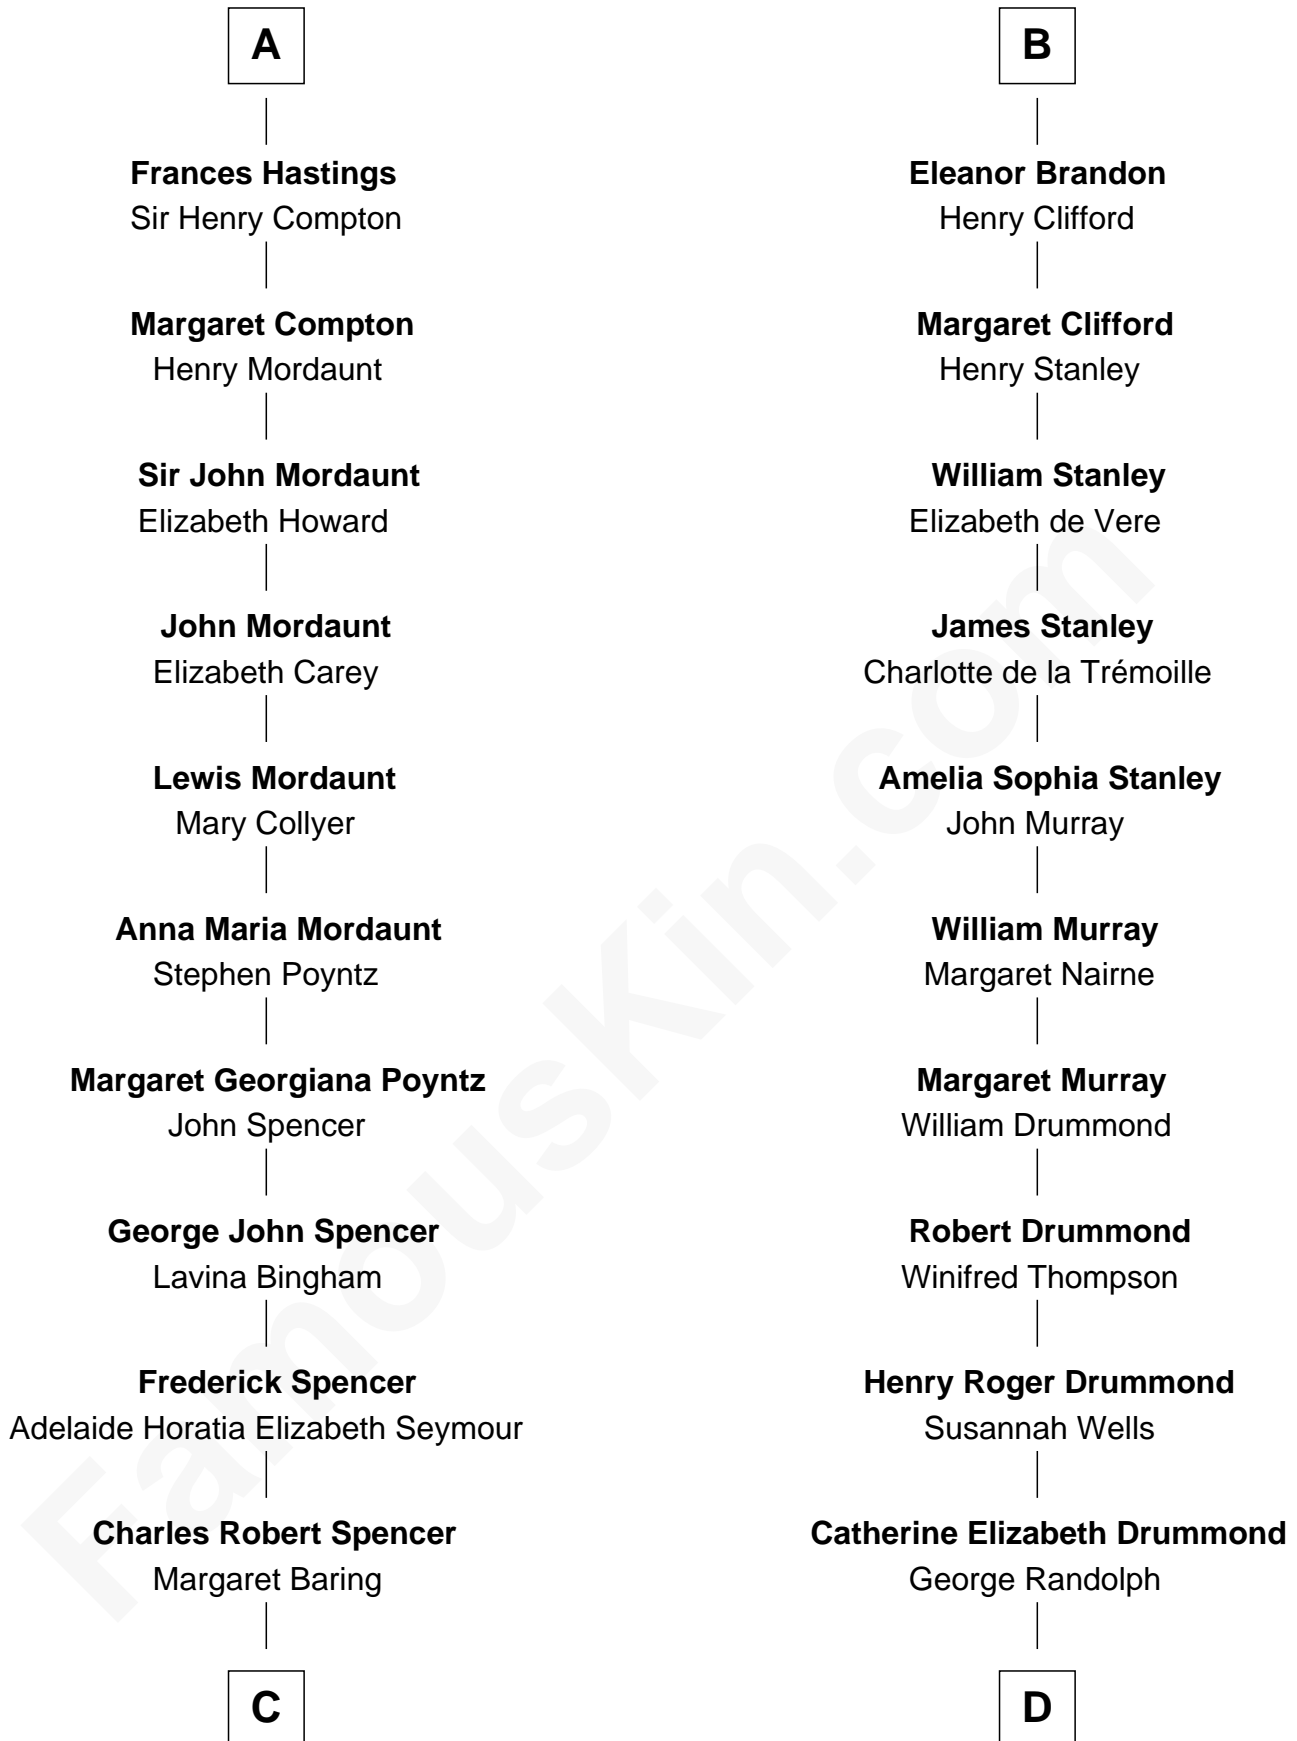 A
Frances Hastings
Sir Henry Compton
Margaret Compton
Henry Mordaunt
Sir John Mordaunt
Elizabeth Howard
John Mordaunt
Elizabeth Carey
Lewis Mordaunt
Mary Collyer
Anna Maria Mordaunt
Stephen Poyntz
Margaret Georgiana Poyntz
John Spencer
George John Spencer
Lavina Bingham
Frederick Spencer
Adelaide Horatia Elizabeth Seymour
Charles Robert Spencer
Margaret Baring
C
B
Eleanor Brandon
Henry Clifford
Margaret Clifford
Henry Stanley
William Stanley
Elizabeth de Vere
James Stanley
Charlotte de la Trémoille
Amelia Sophia Stanley
John Murray
William Murray
Margaret Nairne
Margaret Murray
William Drummond
Robert Drummond
Winifred Thompson
Henry Roger Drummond
Susannah Wells
Catherine Elizabeth Drummond
George Randolph
D
FamousKin.com